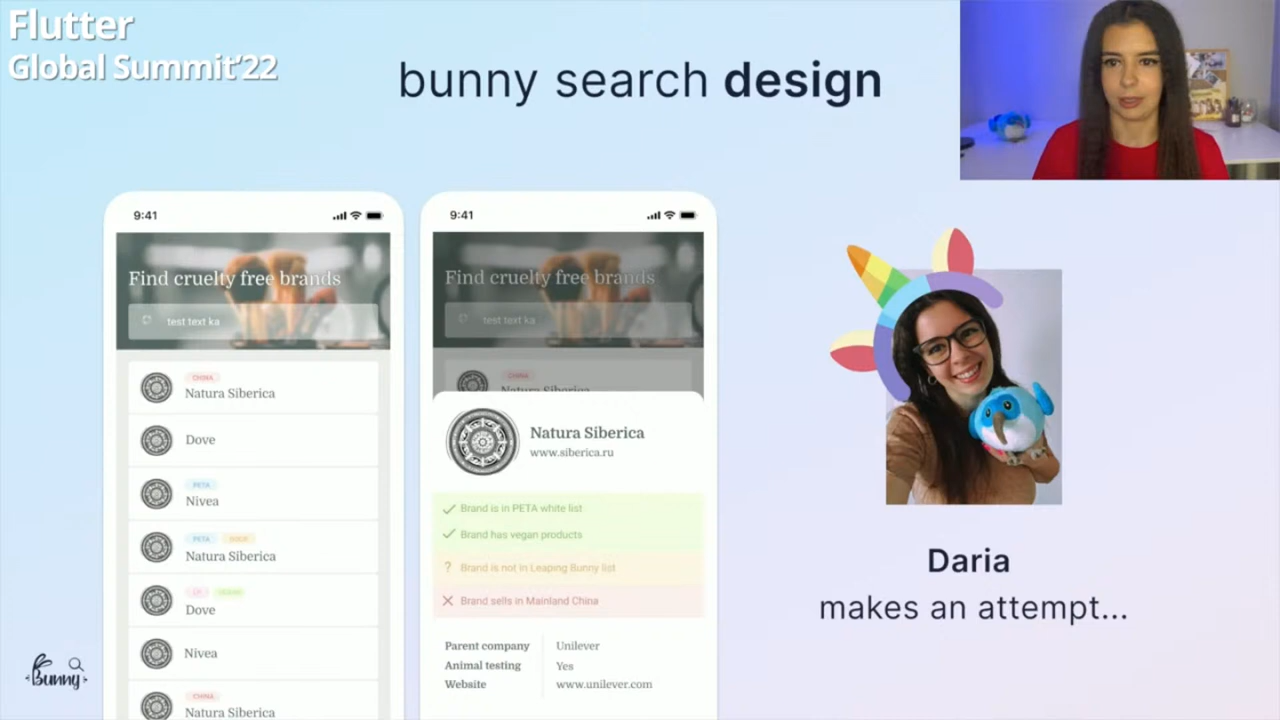 Flutter
Global Summit'22
bunny search design
9:41
Find cruelty free brands
test text ka
CHINA
Natura Siberica
Dove
PETA
Nivea
PETA
Natura Siberica
VEGAN
Dove
Nivea
CHINA
Natura Siberica
9:41
Find cruelty free brands
test text ka
CHINA
Natura Siberica
Natura Siberica
www.siberica.ru
Brand is in PETA white list
Brand has vegan products
? Brand is not in Leaping Bunny list
Brand sells in Mainland China
Parent company Unilever
Animal testing Yes
Website www.unilever.com
Daria
makes an attempt...
Bunny